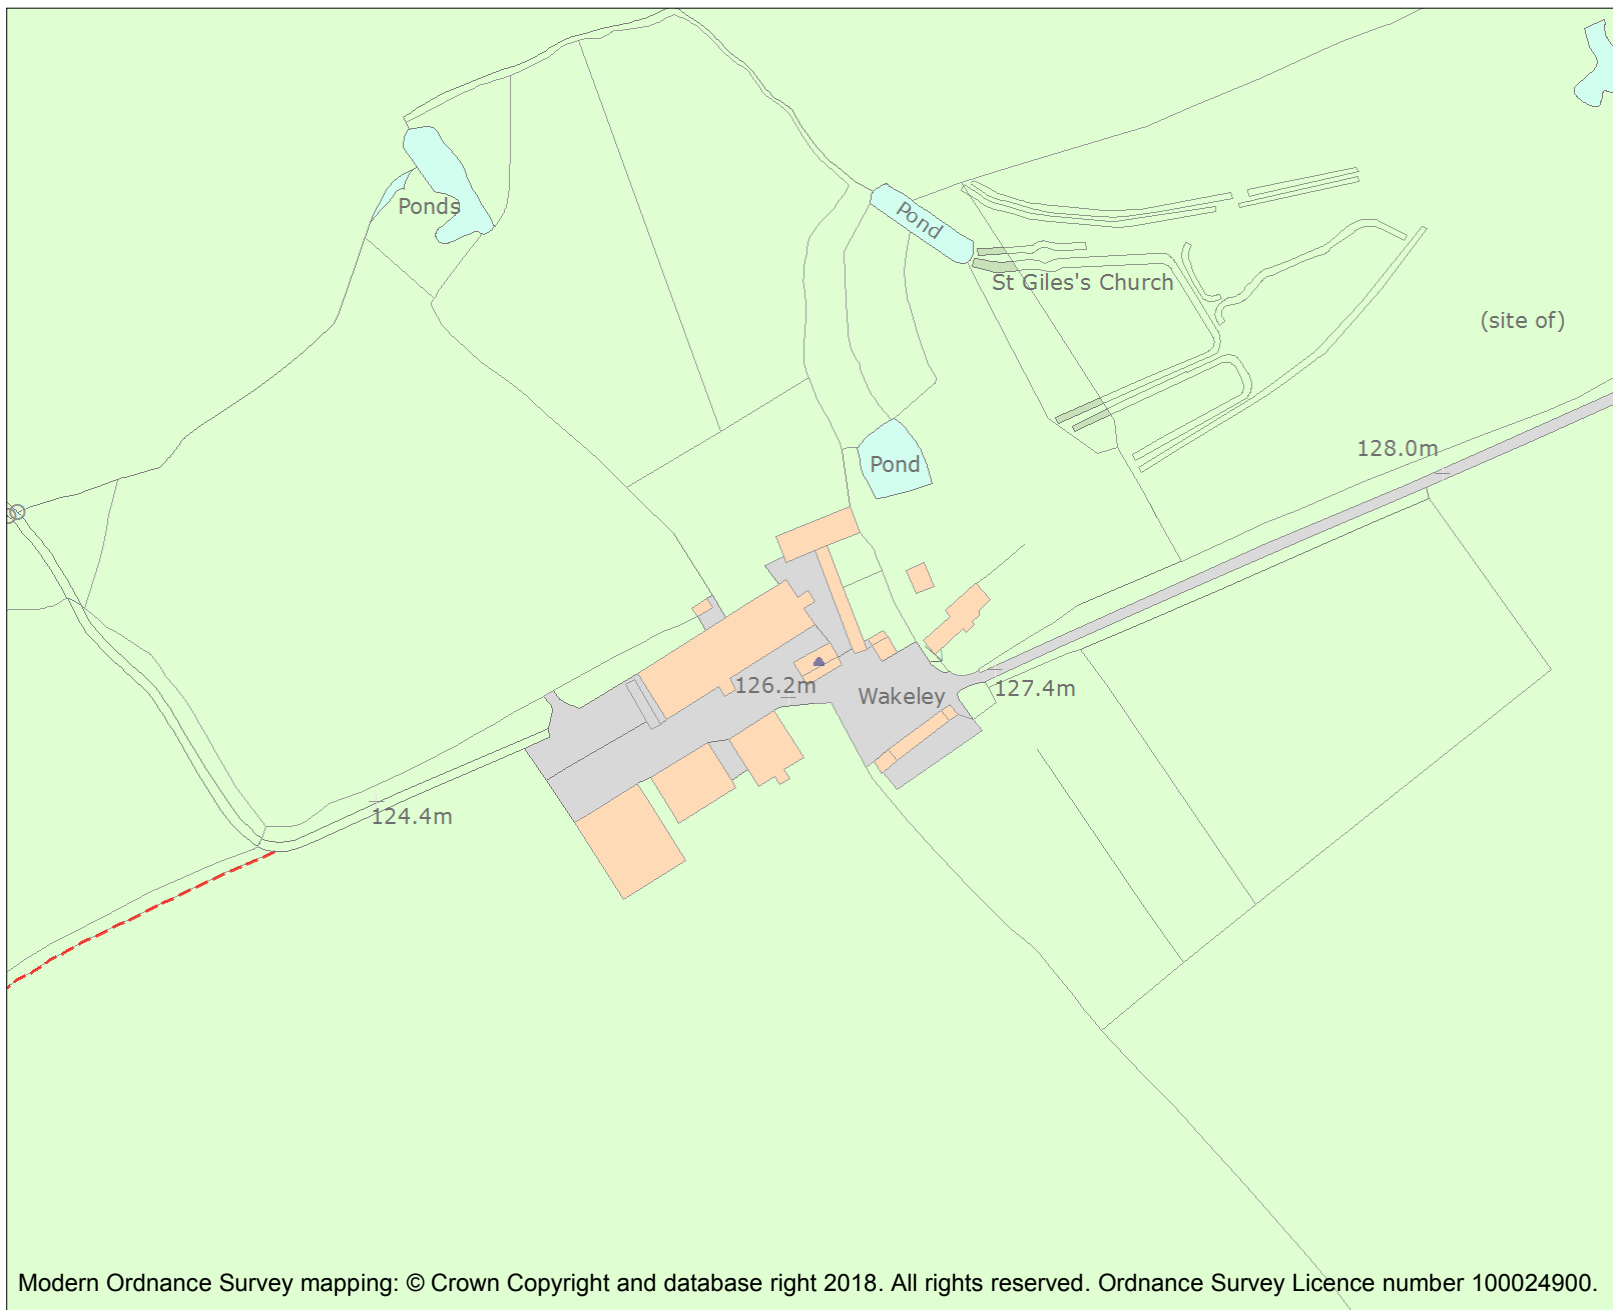 Ponds
Pond
St Giles's Church
(site of)
128.0m
Pond
126.2m
Wakeley
127.4m
124.4m
Modern Ordnance Survey mapping: © Crown Copyright and database right 2018. All rights reserved. Ordnance Survey Licence number 100024900.